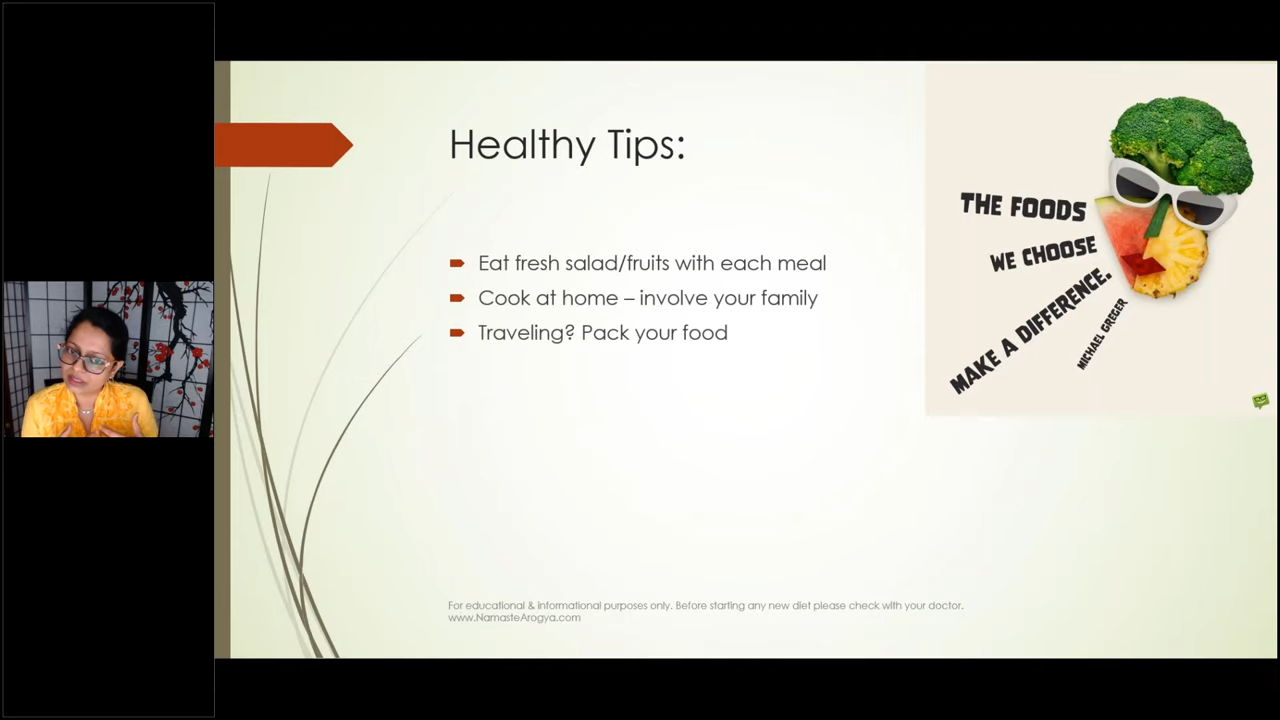 Healthy Tips:
Eat fresh salad/fruits with each meal
Cook at home – involve your family
Traveling? Pack your food
THE FOODS
WE CHOOSE
MAKE A DIFFERENCE.
MICHAEL GREGER
For educational & informational purposes only. Before starting any new diet please check with your doctor.
www.NamasteArogya.com